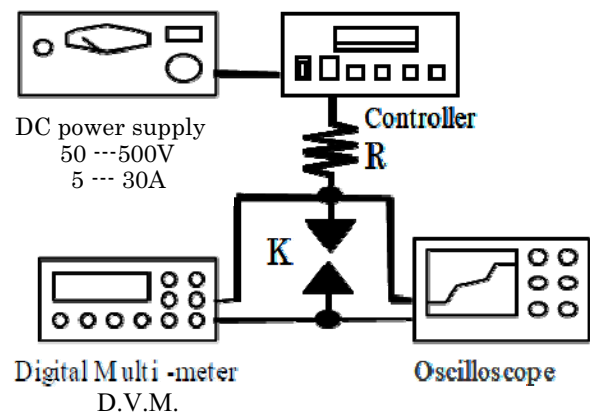 DC power supply
50 ---500V
5 --- 30A
Controller
R
K
Digital Multi -meter
D.V.M.
Oscilloscope